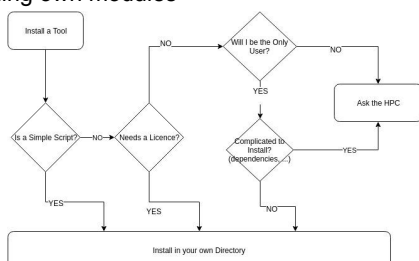 own modules
Install a Tool
NO
Will I be the Only
User?
NO
YES
Ask the HPC
Is a Simple Script?
NO
Needs a Licence?
Complicated to
Install?
(dependencies, ...)
YES
YES
YES
NO
Install in your own Directory